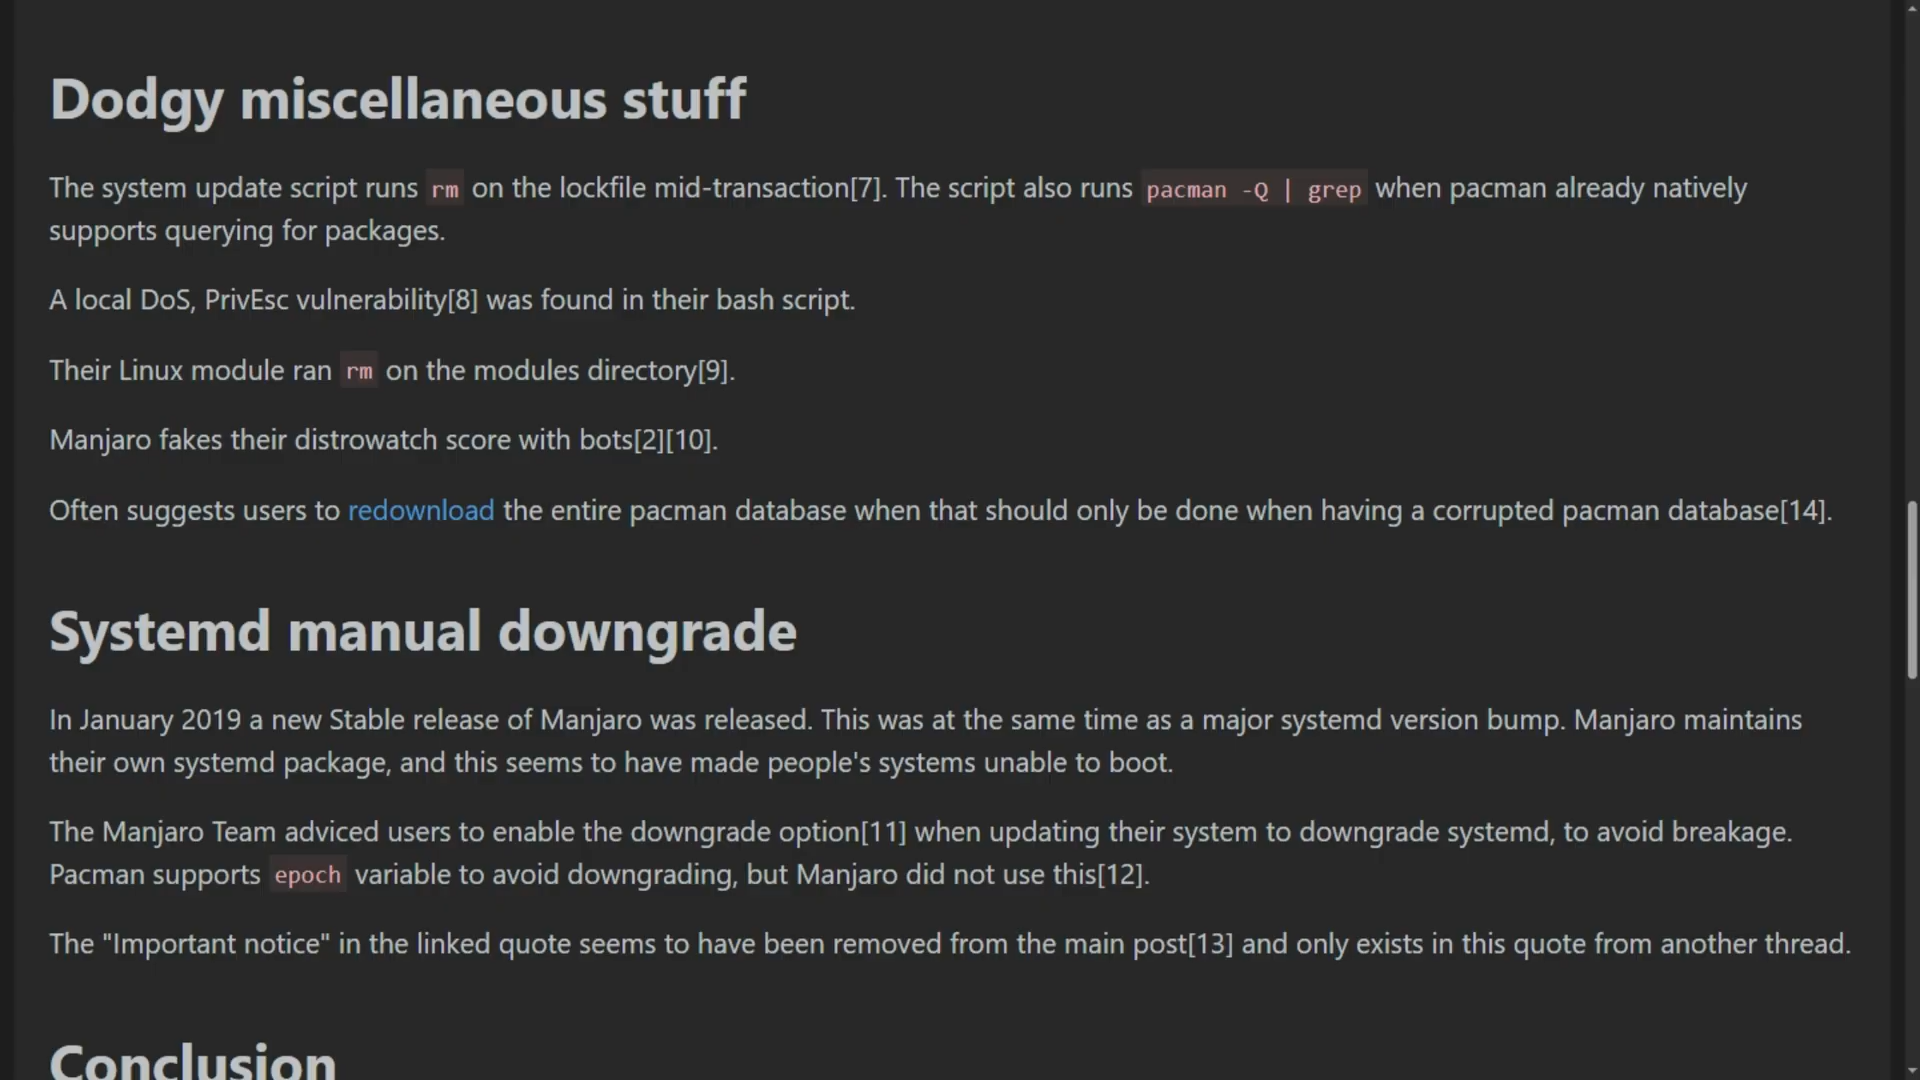 Dodgy miscellaneous stuff
The system update script runs rm on the lockfile mid-transaction[7]. The script also runs pacman -Q | grep when pacman already natively
supports querying for packages.
A local DoS, PrivEsc vulnerability[8] was found in their bash script.
Their Linux module ran rm on the modules directory[9].
Manjaro fakes their distrowatch score with bots[2][10].
Often suggests users to redownload the entire pacman database when that should only be done when having a corrupted pacman database[14].
Systemd manual downgrade
In January 2019 a new Stable release of Manjaro was released. This was at the same time as a major systemd version bump. Manjaro maintains
their own systemd package, and this seems to have made people's systems unable to boot.
The Manjaro Team adviced users to enable the downgrade option[11] when updating their system to downgrade systemd, to avoid breakage.
Pacman supports epoch variable to avoid downgrading, but Manjaro did not use this[12].
The "Important notice" in the linked quote seems to have been removed from the main post[13] and only exists in this quote from another thread.
Conclusion